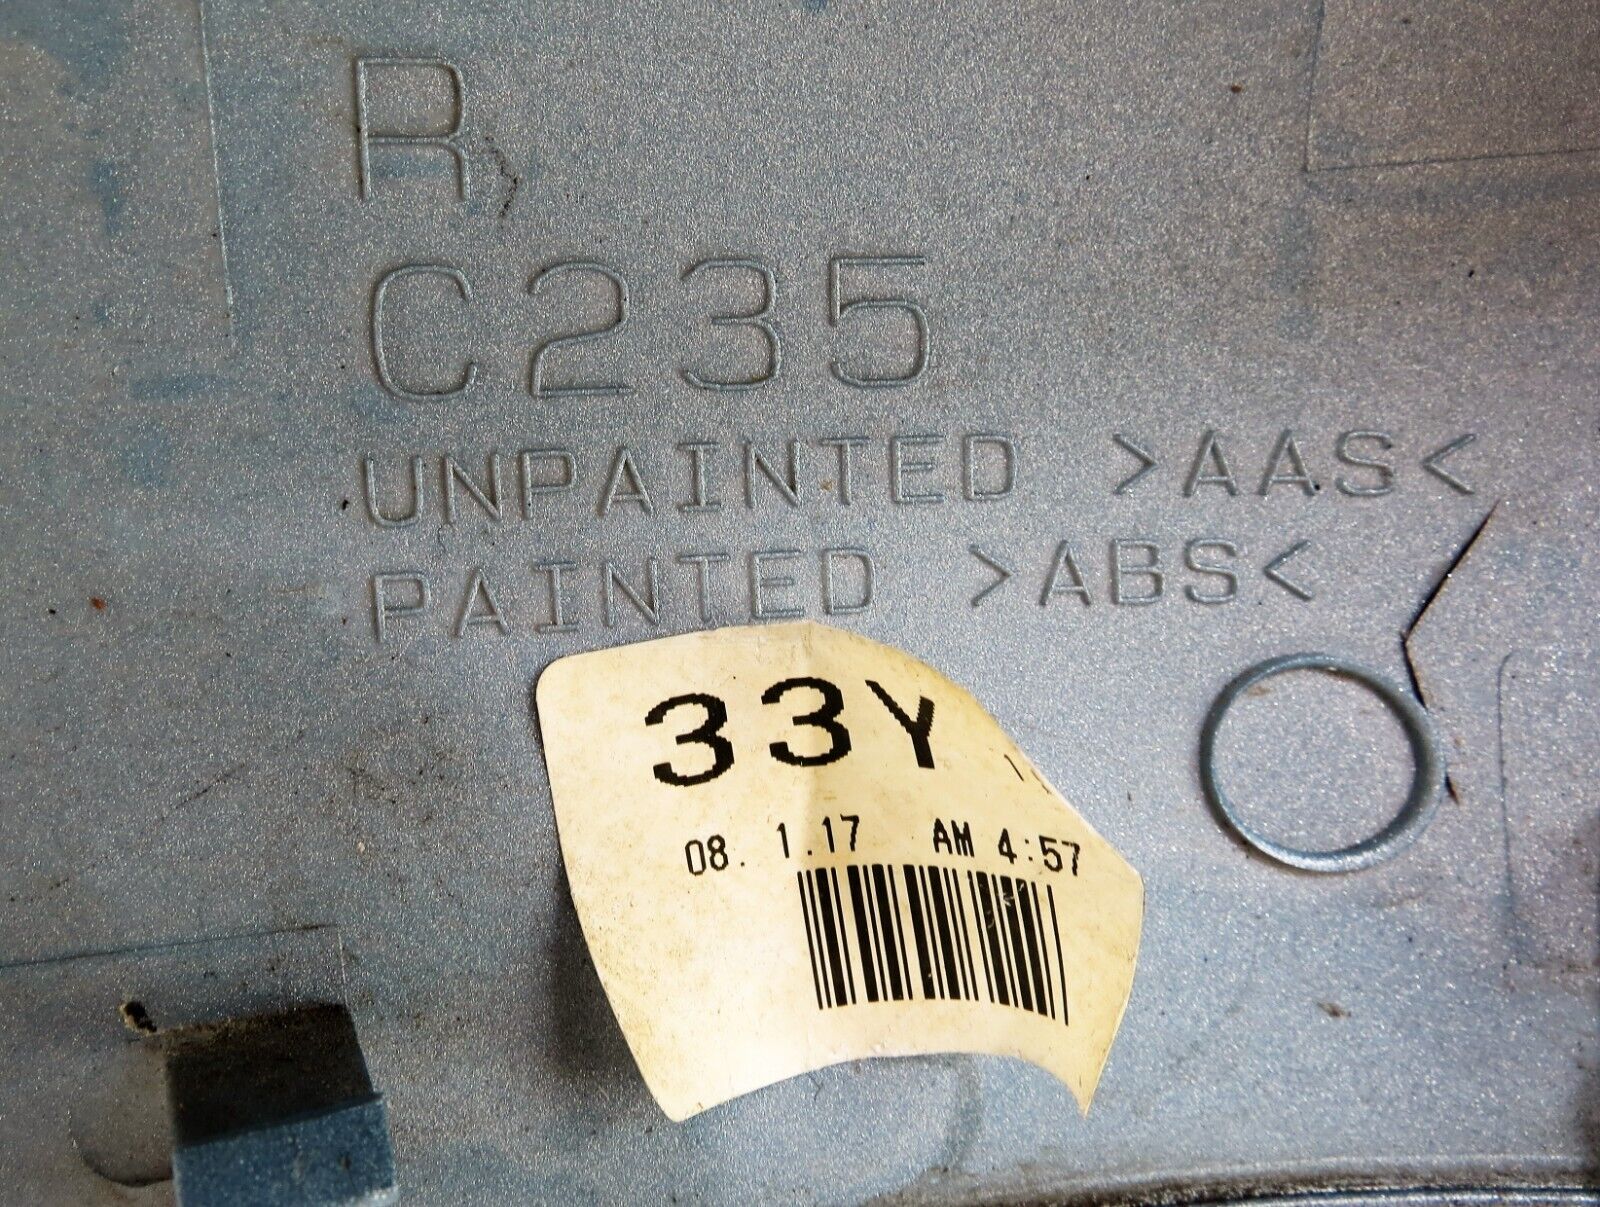 R
C235
UNPAINTED >AAS<
PAINTED >ABS<
33Y
08. 1.17 AM 4:57